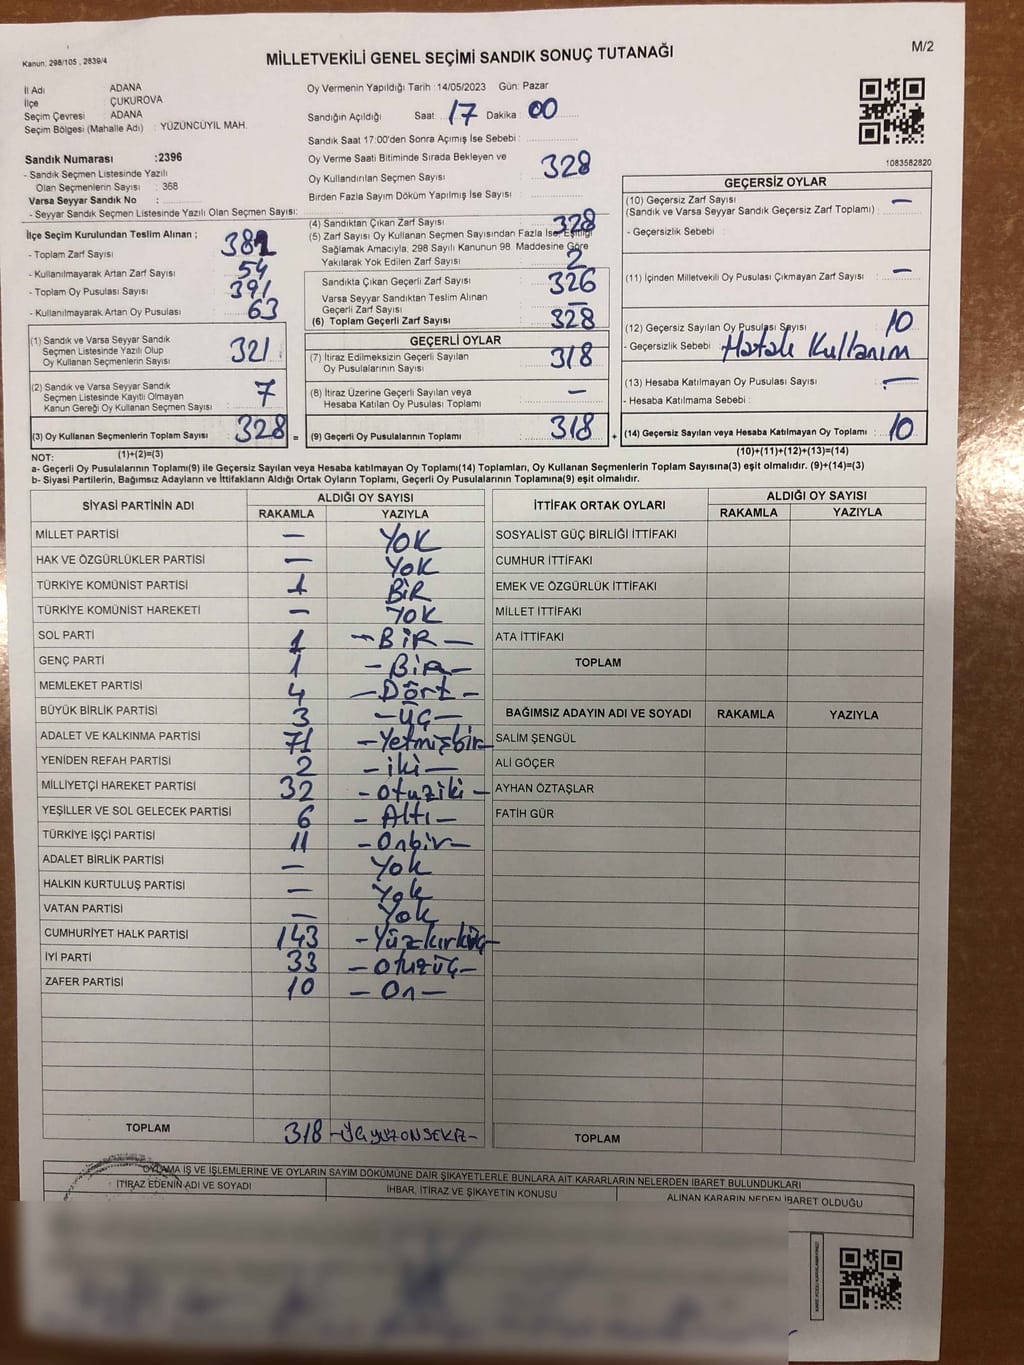 Kanun: 298/105 , 2839/4
MİLLETVEKİLİ GENEL SEÇİMİ SANDIK SONUÇ TUTANAĞI
M/2
İl Adı ADANA
İlçe ÇUKUROVA
Seçim Çevresi ADANA
Seçim Bölgesi (Mahalle Adı) : YÜZÜNCÜYIL MAH.
Sandık Numarası :2396
- Sandık Seçmen Listesinde Yazılı
Olan Seçmenlerin Sayısı : 368
Varsa Seyyar Sandık No :
- Seyyar Sandık Seçmen Listesinde Yazılı Olan Seçmen Sayısı:
Oy Vermenin Yapıldığı Tarih :14/05/2023 Gün: Pazar
Sandığın Açıldığı Saat: 17 Dakika : 00
Sandık Saat 17:00'den Sonra Açımış İse Sebebi :
Oy Verme Saati Bitiminde Sırada Bekleyen ve
Oy Kullandırılan Seçmen Sayısı : 328
Birden Fazla Sayım Döküm Yapılmış İse Sayısı :
1083582820
İlçe Seçim Kurulundan Teslim Alınan ;
- Toplam Zarf Sayısı : 382
- Kullanılmayarak Artan Zarf Sayısı : 54
- Toplam Oy Pusulası Sayısı : 391
- Kullanılmayarak Artan Oy Pusulası : 63
(1) Sandık ve Varsa Seyyar Sandık
Seçmen Listesinde Yazılı Olup
Oy Kullanan Seçmenlerin Sayısı : 321
(2) Sandık ve Varsa Seyyar Sandık
Seçmen Listesinde Kayıtlı Olmayan
Kanun Gereği Oy Kullanan Seçmen Sayısı : 7
(3) Oy Kullanan Seçmenlerin Toplam Sayısı : 328 =
(4) Sandıktan Çıkan Zarf Sayısı : 328
(5) Zarf Sayısı Oy Kullanan Seçmen Sayısından Fazla İse, Eşitliği
Sağlamak Amacıyla, 298 Sayılı Kanunun 98. Maddesine Göre
Yakılarak Yok Edilen Zarf Sayısı : 2
Sandıkta Çıkan Geçerli Zarf Sayısı : 326
Varsa Seyyar Sandıktan Teslim Alınan
Geçerli Zarf Sayısı : —
(6) Toplam Geçerli Zarf Sayısı : 328
GEÇERLİ OYLAR
(7) İtiraz Edilmeksizin Geçerli Sayılan
Oy Pusulalarının Sayısı : 318
(8) İtiraz Üzerine Geçerli Sayılan veya
Hesaba Katılan Oy Pusulası Toplamı : —
(9) Geçerli Oy Pusulalarının Toplamı : 318 +
GEÇERSİZ OYLAR
(10) Geçersiz Zarf Sayısı
(Sandık ve Varsa Seyyar Sandık Geçersiz Zarf Toplamı) : —
- Geçersizlik Sebebi :
(11) İçinden Milletvekili Oy Pusulası Çıkmayan Zarf Sayısı : —
(12) Geçersiz Sayılan Oy Pusulası Sayısı : 10
- Geçersizlik Sebebi : Hatalı Kullanım
(13) Hesaba Katılmayan Oy Pusulası Sayısı : —
- Hesaba Katılmama Sebebi :
(14) Geçersiz Sayılan veya Hesaba Katılmayan Oy Toplamı : 10
NOT: (1)+(2)=(3)
(10)+(11)+(12)+(13)=(14)
a- Geçerli Oy Pusulalarının Toplamı(9) ile Geçersiz Sayılan veya Hesaba katılmayan Oy Toplamı(14) Toplamları, Oy Kullanan Seçmenlerin Toplam Sayısına(3) eşit olmalıdır. (9)+(14)=(3)
b- Siyasi Partilerin, Bağımsız Adayların ve İttifakların Aldığı Ortak Oyların Toplamı, Geçerli Oy Pusulalarının Toplamına(9) eşit olmalıdır.
SİYASİ PARTİNİN ADI
ALDIĞI OY SAYISI
RAKAMLA YAZIYLA
MİLLET PARTİSİ — YOK
HAK VE ÖZGÜRLÜKLER PARTİSİ — YOK
TÜRKİYE KOMÜNİST PARTİSİ 1 BİR
TÜRKİYE KOMÜNİST HAREKETİ — YOK
SOL PARTİ 1 — BİR —
GENÇ PARTİ 1 — Bir —
MEMLEKET PARTİSİ 4 — Dört —
BÜYÜK BİRLİK PARTİSİ 3 — Üç —
ADALET VE KALKINMA PARTİSİ 71 — Yetmişbir —
YENİDEN REFAH PARTİSİ 2 — iki —
MİLLİYETÇİ HAREKET PARTİSİ 32 — Otuziki —
YEŞİLLER VE SOL GELECEK PARTİSİ 6 — Altı —
TÜRKİYE İŞÇİ PARTİSİ 11 — Onbir —
ADALET BİRLİK PARTİSİ — Yok
HALKIN KURTULUŞ PARTİSİ — Yok
VATAN PARTİSİ — Yok
CUMHURİYET HALK PARTİSİ 143 — Yüzkırküç —
İYİ PARTİ 33 — Otuzüç —
ZAFER PARTİSİ 10 — On —
TOPLAM 318 — ÜÇYÜZONSEKİZ —
İTTİFAK ORTAK OYLARI
ALDIĞI OY SAYISI
RAKAMLA YAZIYLA
SOSYALİST GÜÇ BİRLİĞİ İTTİFAKI
CUMHUR İTTİFAKI
EMEK VE ÖZGÜRLÜK İTTİFAKI
MİLLET İTTİFAKI
ATA İTTİFAKI
TOPLAM
BAĞIMSIZ ADAYIN ADI VE SOYADI RAKAMLA YAZIYLA
SALİM ŞENGÜL
ALİ GÖÇER
AYHAN ÖZTAŞLAR
FATİH GÜR
TOPLAM
OYLAMA İŞ VE İŞLEMLERİNE VE OYLARIN SAYIM DÖKÜMÜNE DAİR ŞİKAYETLERLE BUNLARA AİT KARARLARIN NELERDEN İBARET BULUNDUKLARI
İTİRAZ EDENİN ADI VE SOYADI
İHBAR, İTİRAZ VE ŞİKAYETİN KONUSU
ALINAN KARARIN NEDEN İBARET OLDUĞU